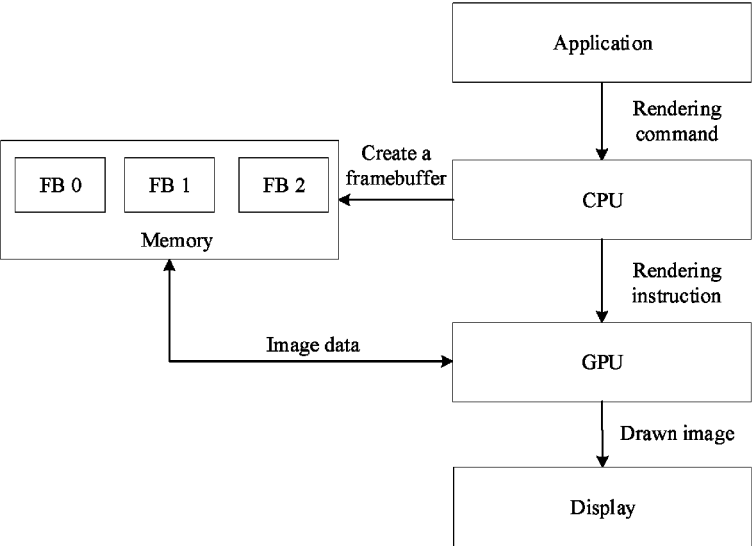 Application
Rendering
command
Create a
framebuffer
FB 0
FB 1
FB 2
CPU
Memory
Rendering
instruction
Image data
GPU
Drawn image
Display